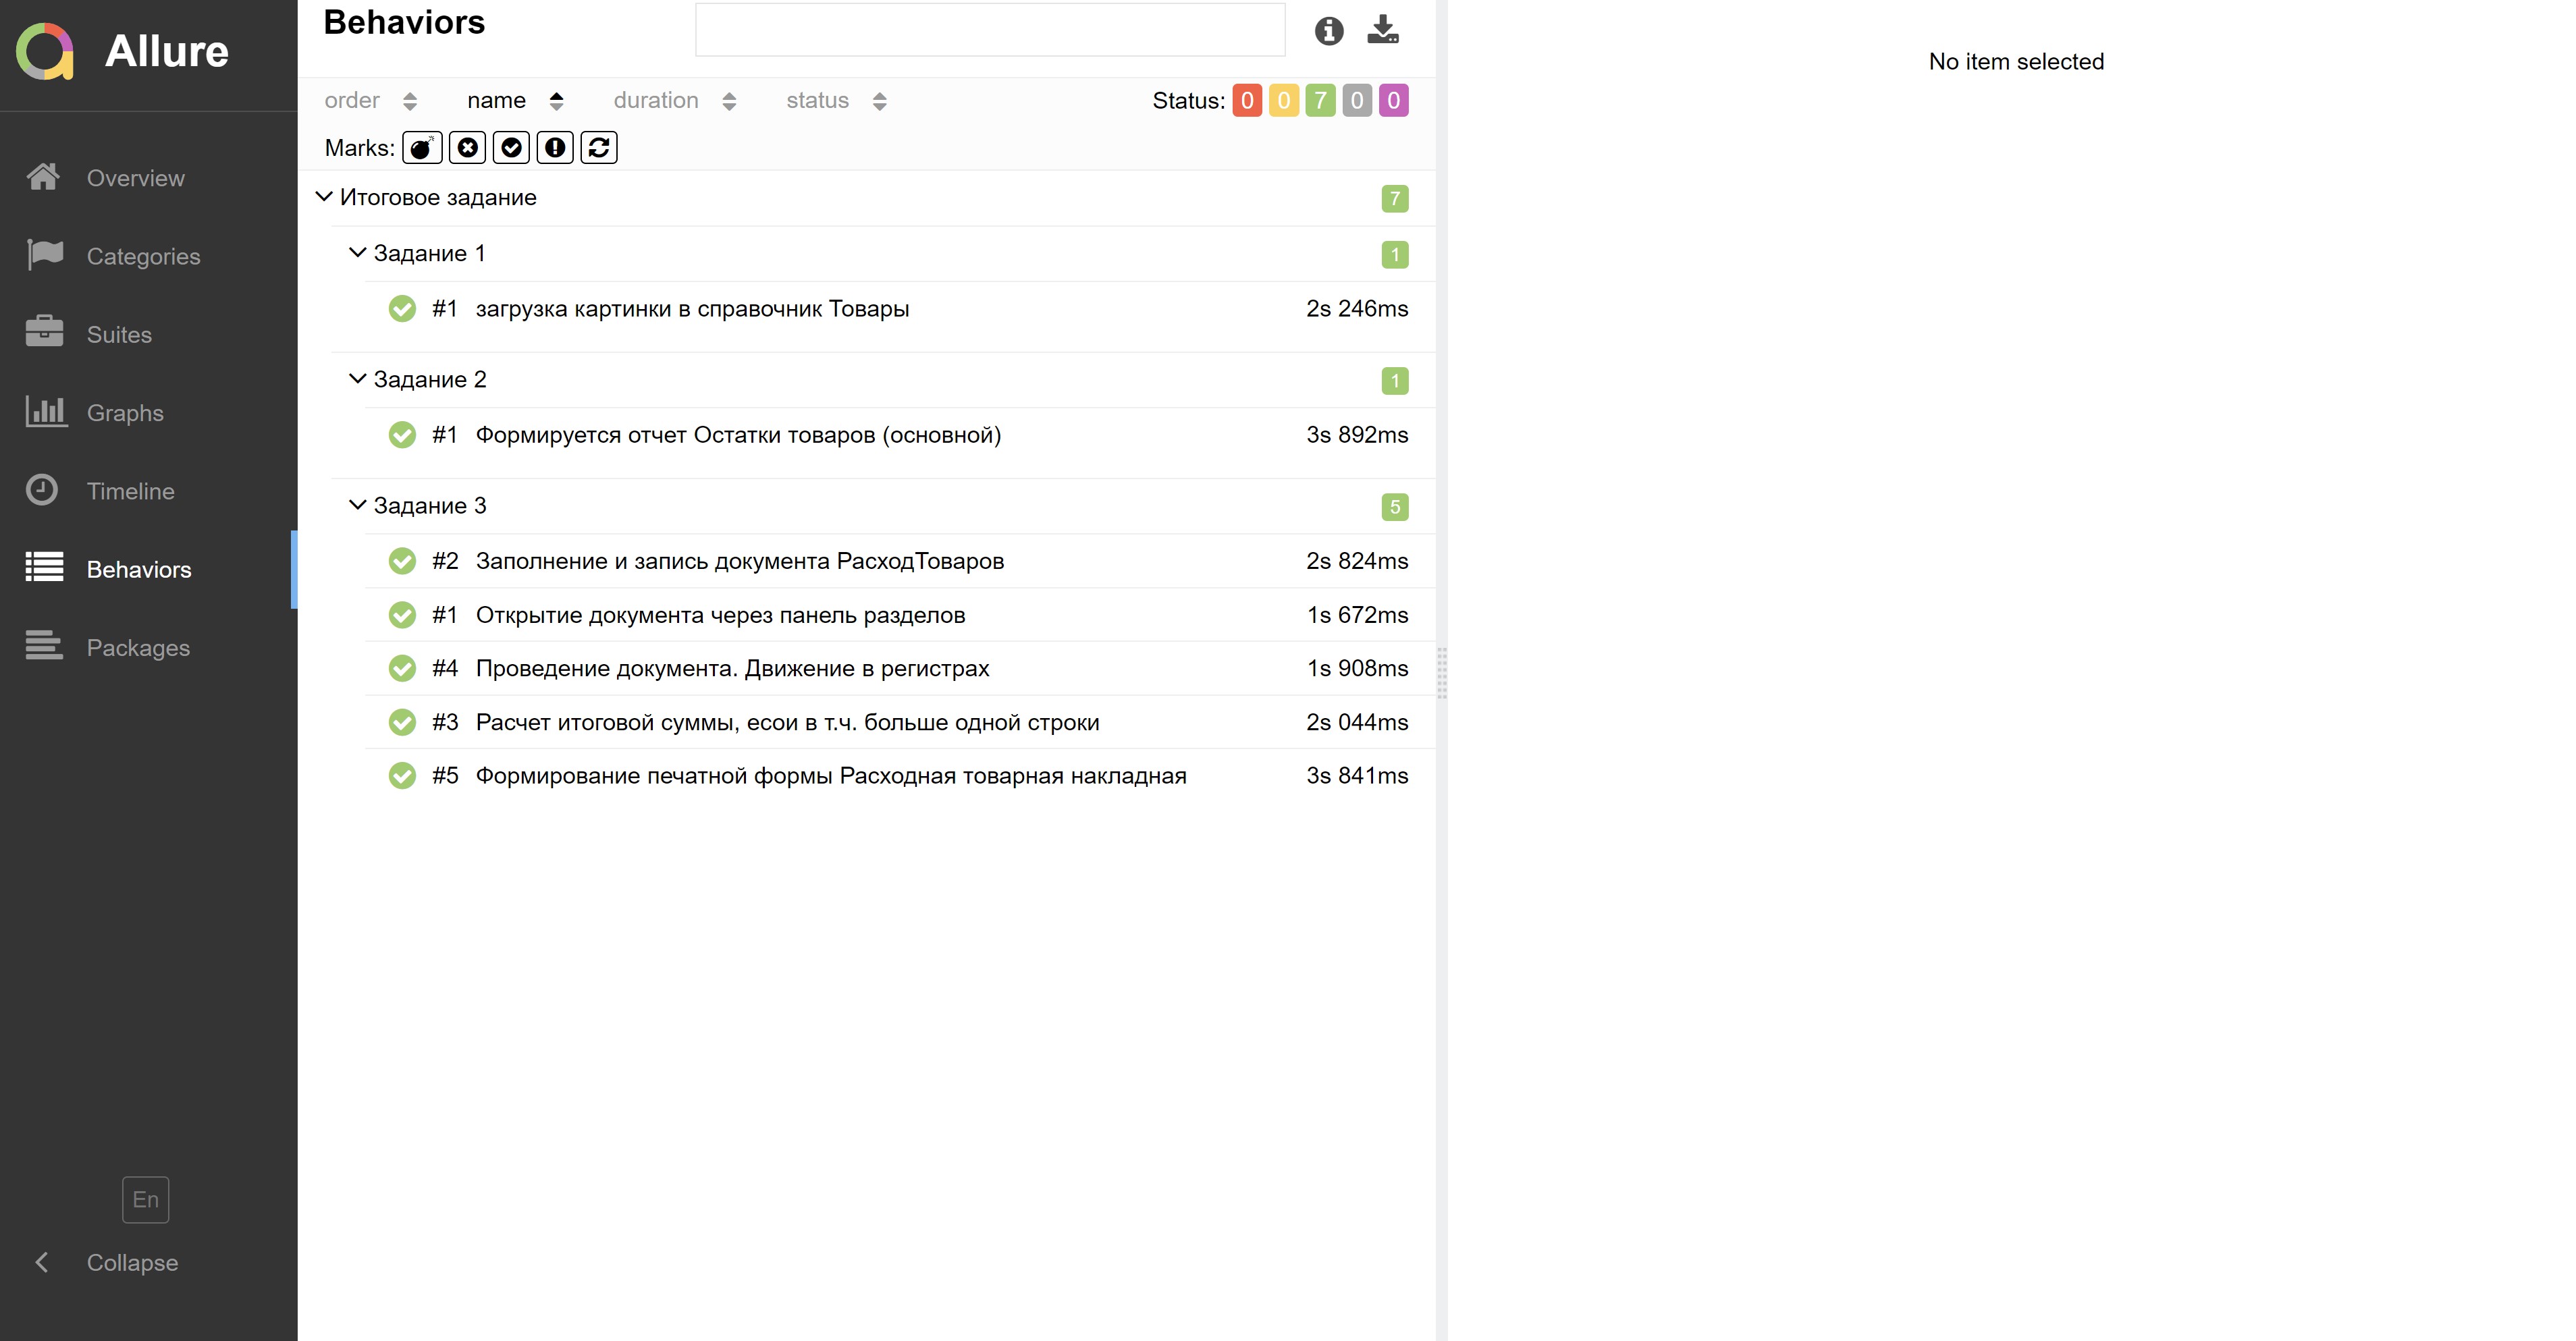 Allure
Overview
Categories
Suites
Graphs
Timeline
Behaviors
Packages
En
Collapse
Behaviors
order name duration status Status: 0 0 7 0 0
Marks:
Итоговое задание 7
Задание 1 1
#1 загрузка картинки в справочник Товары 2s 246ms
Задание 2 1
#1 Формируется отчет Остатки товаров (основной) 3s 892ms
Задание 3 5
#2 Заполнение и запись документа РасходТоваров 2s 824ms
#1 Открытие документа через панель разделов 1s 672ms
#4 Проведение документа. Движение в регистрах 1s 908ms
#3 Расчет итоговой суммы, есои в т.ч. больше одной строки 2s 044ms
#5 Формирование печатной формы Расходная товарная накладная 3s 841ms
No item selected